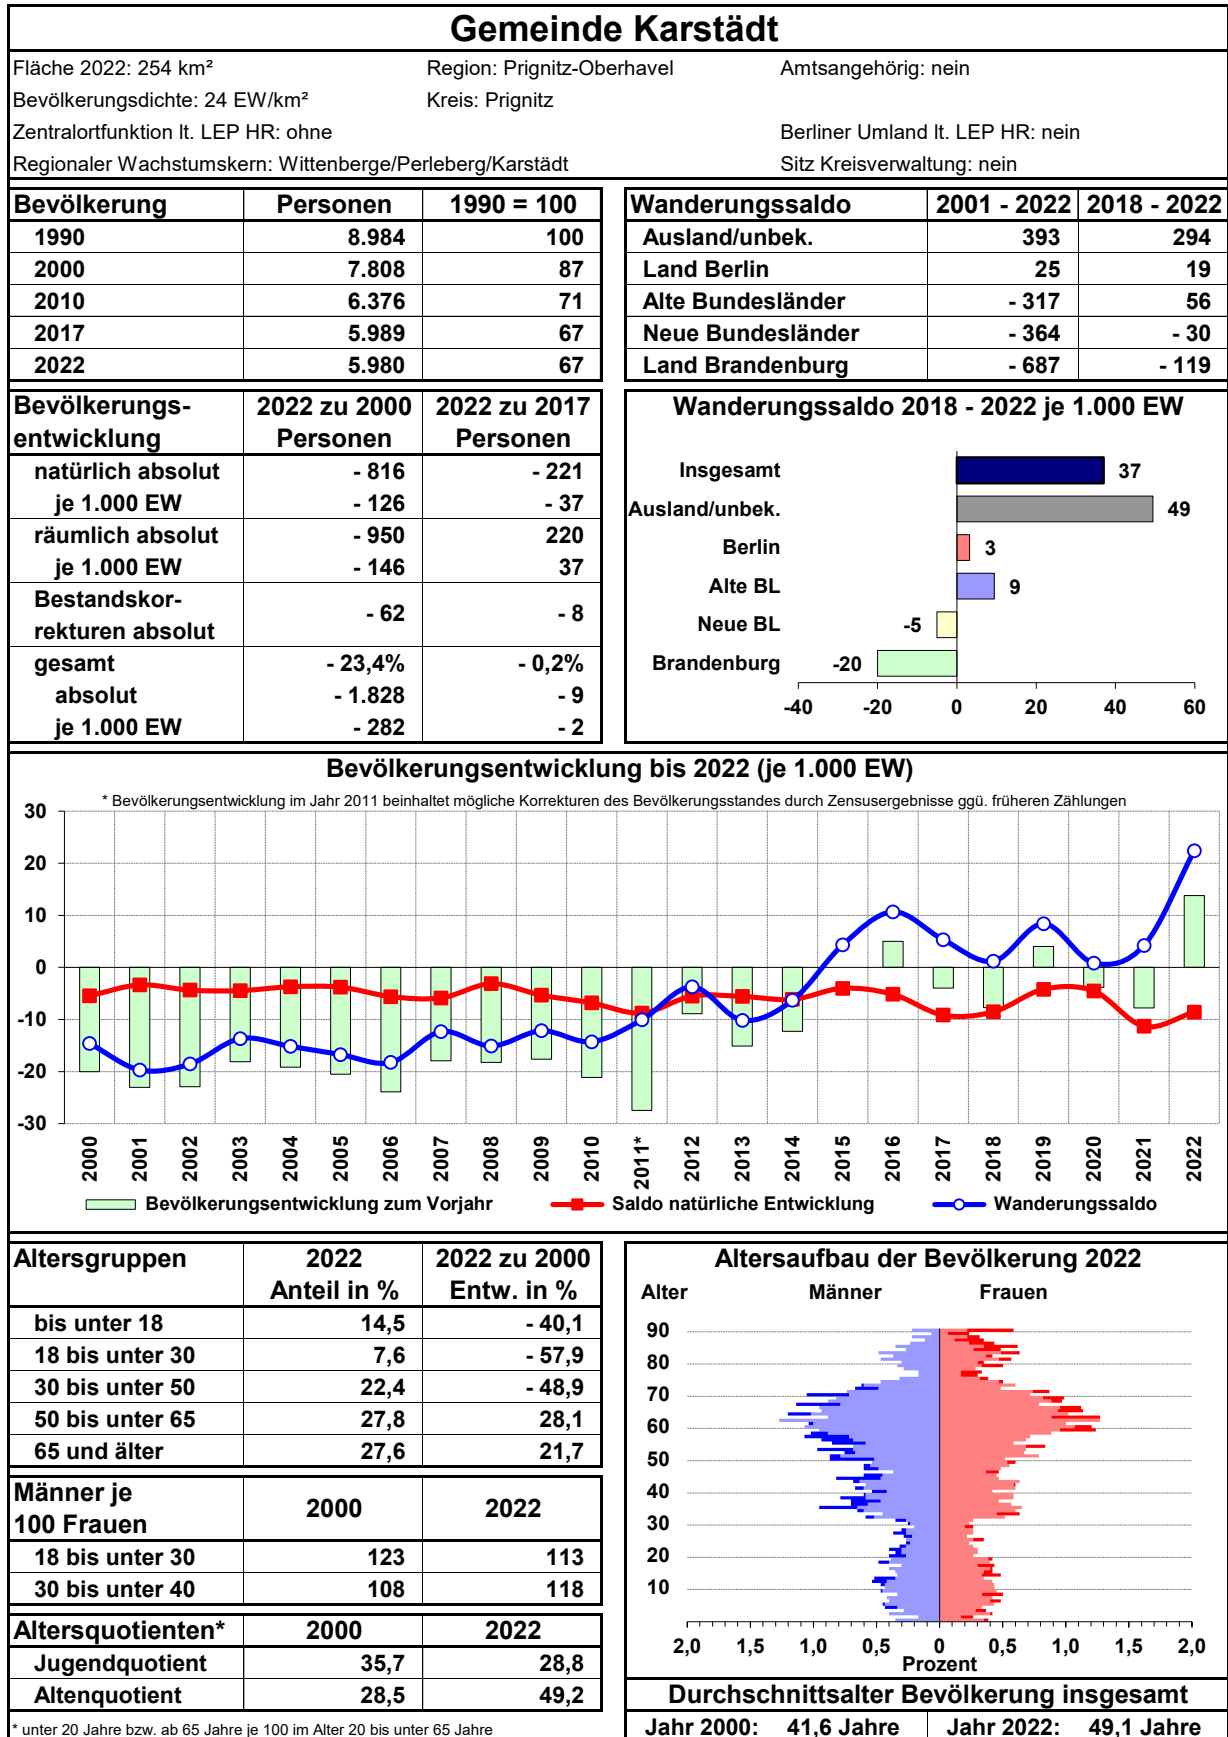 Gemeinde Karstädt
Fläche 2022: 254 km² Region: Prignitz-Oberhavel Amtsangehörig: nein
Bevölkerungsdichte: 24 EW/km² Kreis: Prignitz
Zentralortfunktion lt. LEP HR: ohne Berliner Umland lt. LEP HR: nein
Regionaler Wachstumskern: Wittenberge/Perleberg/Karstädt Sitz Kreisverwaltung: nein
Bevölkerung Personen 1990 = 100
1990 8.984 100
2000 7.808 87
2010 6.376 71
2017 5.989 67
2022 5.980 67
Wanderungssaldo 2001 - 2022 2018 - 2022
Ausland/unbek. 393 294
Land Berlin 25 19
Alte Bundesländer - 317 56
Neue Bundesländer - 364 - 30
Land Brandenburg - 687 - 119
Bevölkerungs- 2022 zu 2000 2022 zu 2017
entwicklung Personen Personen
natürlich absolut - 816 - 221
je 1.000 EW - 126 - 37
räumlich absolut - 950 220
je 1.000 EW - 146 37
Bestandskor-
rekturen absolut - 62 - 8
gesamt - 23,4% - 0,2%
absolut - 1.828 - 9
je 1.000 EW - 282 - 2
Wanderungssaldo 2018 - 2022 je 1.000 EW
Insgesamt 37
Ausland/unbek. 49
Berlin 3
Alte BL 9
Neue BL -5
Brandenburg -20
-40 -20 0 20 40 60
Bevölkerungsentwicklung bis 2022 (je 1.000 EW)
* Bevölkerungsentwicklung im Jahr 2011 beinhaltet mögliche Korrekturen des Bevölkerungsstandes durch Zensusergebnisse ggü. früheren Zählungen
30
20
10
0
-10
-20
-30
2000 2001 2002 2003 2004 2005 2006 2007 2008 2009 2010 2011* 2012 2013 2014 2015 2016 2017 2018 2019 2020 2021 2022
Bevölkerungsentwicklung zum Vorjahr Saldo natürliche Entwicklung Wanderungssaldo
Altersgruppen 2022 2022 zu 2000
Anteil in % Entw. in %
bis unter 18 14,5 - 40,1
18 bis unter 30 7,6 - 57,9
30 bis unter 50 22,4 - 48,9
50 bis unter 65 27,8 28,1
65 und älter 27,6 21,7
Männer je
100 Frauen 2000 2022
18 bis unter 30 123 113
30 bis unter 40 108 118
Altersquotienten* 2000 2022
Jugendquotient 35,7 28,8
Altenquotient 28,5 49,2
* unter 20 Jahre bzw. ab 65 Jahre je 100 im Alter 20 bis unter 65 Jahre
Altersaufbau der Bevölkerung 2022
Alter Männer Frauen
90
80
70
60
50
40
30
20
10
2,0 1,5 1,0 0,5 0 0,5 1,0 1,5 2,0
Prozent
Durchschnittsalter Bevölkerung insgesamt
Jahr 2000: 41,6 Jahre Jahr 2022: 49,1 Jahre